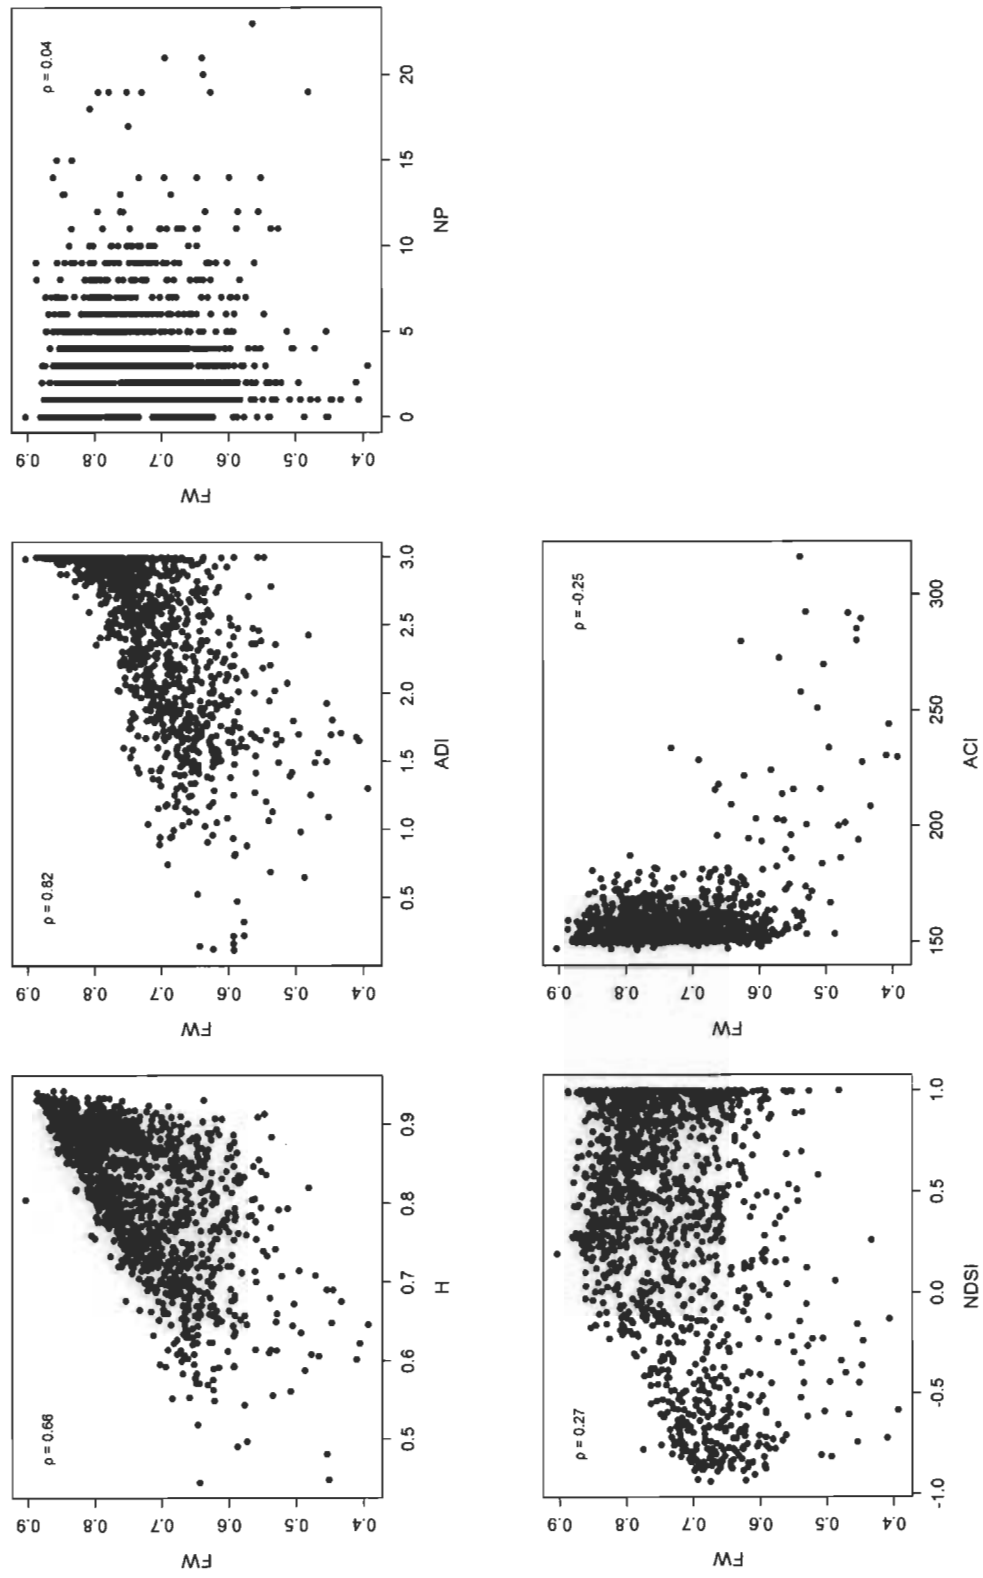 ρ = 0.66
0.4 0.5 0.6 0.7 0.8 0.9
FW
0.5 0.6 0.7 0.8 0.9
H
ρ = 0.82
0.4 0.5 0.6 0.7 0.8 0.9
FW
0.5 1.0 1.5 2.0 2.5 3.0
ADI
ρ = 0.04
0.4 0.5 0.6 0.7 0.8 0.9
FW
0 5 10 15 20
NP
ρ = 0.27
0.4 0.5 0.6 0.7 0.8 0.9
FW
-1.0 -0.5 0.0 0.5 1.0
NDSI
ρ = -0.25
0.4 0.5 0.6 0.7 0.8 0.9
FW
150 200 250 300
ACI